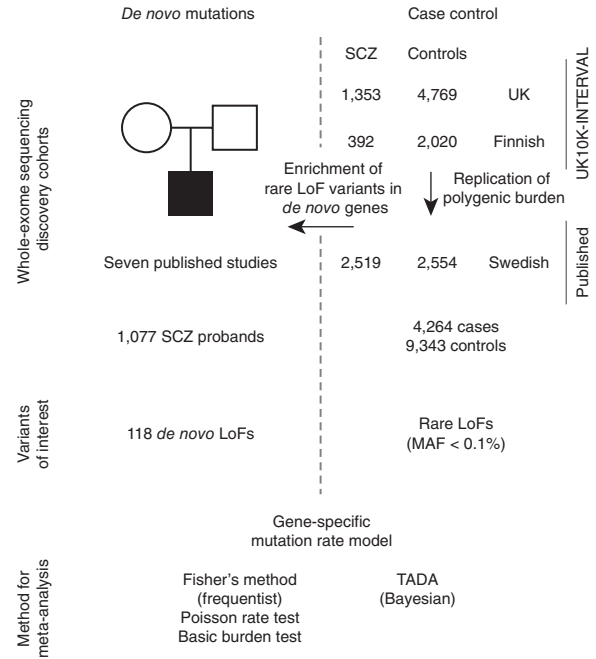 De novo mutations
Case control
SCZ Controls
1,353 4,769 UK
392 2,020 Finnish
UK10K-INTERVAL
Whole-exome sequencing
discovery cohorts
Enrichment of
rare LoF variants in
de novo genes
Replication of
polygenic burden
Seven published studies
2,519 2,554 Swedish
Published
1,077 SCZ probands
4,264 cases
9,343 controls
Variants
of interest
118 de novo LoFs
Rare LoFs
(MAF < 0.1%)
Gene-specific
mutation rate model
Method for
meta-analysis
Fisher's method
(frequentist)
Poisson rate test
Basic burden test
TADA
(Bayesian)